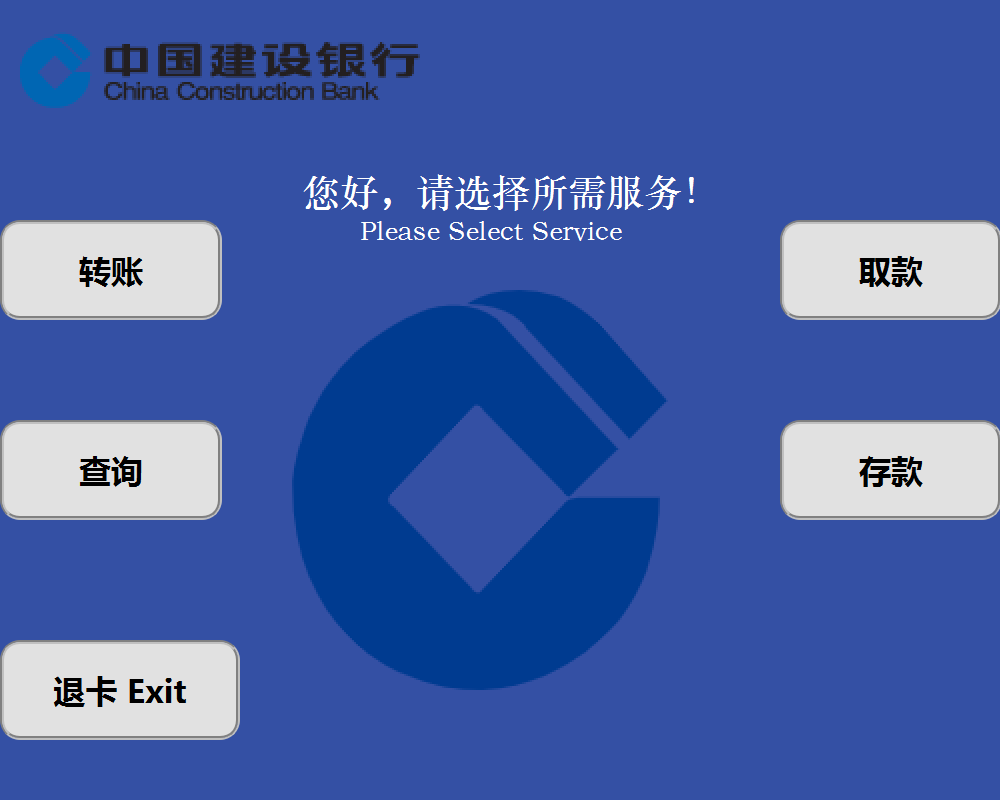 中国建设银行
China Construction Bank
您好，请选择所需服务！
Please Select Service
转账
取款
查询
存款
退卡 Exit